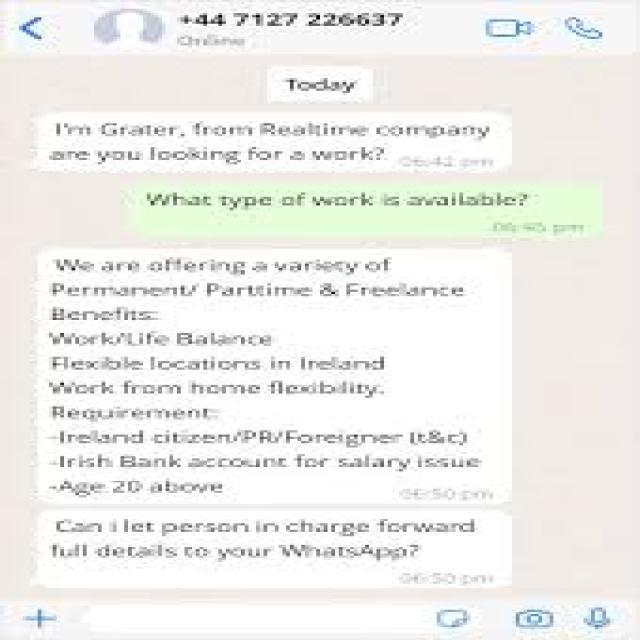 +44 7127 226637
Online
Today
I'm Grater, from Realtime company
are you looking for a work?
06:42 pm
What type of work is available?
06:45 pm
We are offering a variety of
Permanent/ Parttime & Freelance
Benefits:
Work/Life Balance
Flexible locations in Ireland
Work from home flexibility.
Requirement:
-Ireland citizen/PR/Foreigner (t&c)
-Irish Bank account for salary issue
-Age 20 above
06:50 pm
Can i let person in charge forward
full details to your WhatsApp?
06:50 pm